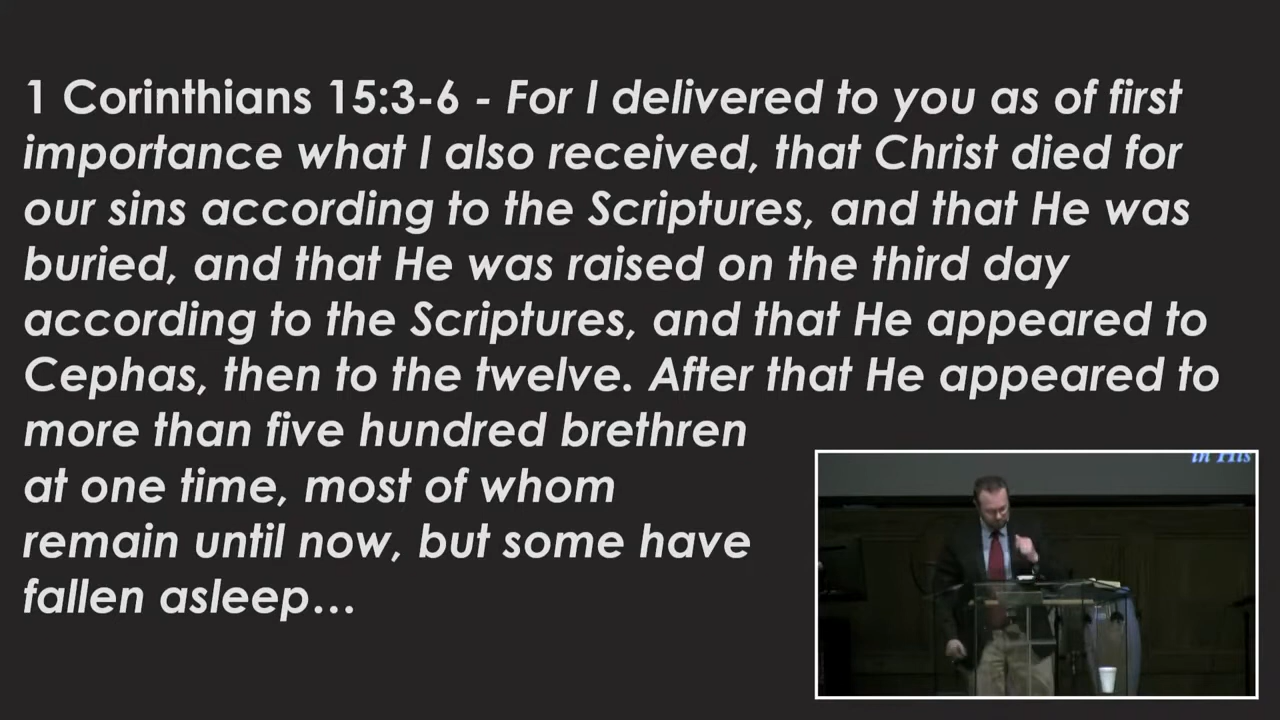 1 Corinthians 15:3-6 - For I delivered to you as of first
importance what I also received, that Christ died for
our sins according to the Scriptures, and that He was
buried, and that He was raised on the third day
according to the Scriptures, and that He appeared to
Cephas, then to the twelve. After that He appeared to
more than five hundred brethren
at one time, most of whom
remain until now, but some have
fallen asleep...
in His